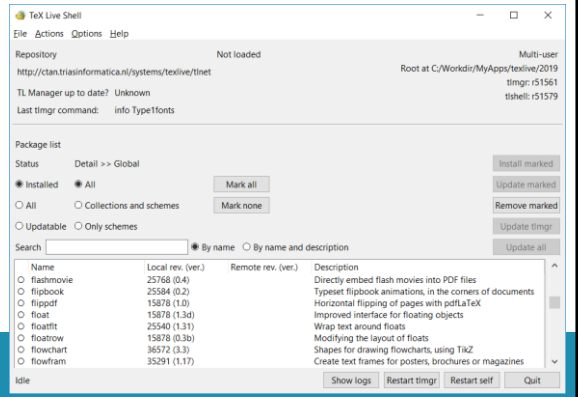 TeX Live Shell
File Actions Options Help
Repository Not loaded Multi-user
http://ctan.triasinformatica.nl/systems/texlive/tlnet Root at C:/Workdir/MyApps/texlive/2019
tlmgr: r51561
TL Manager up to date? Unknown tlshell: r51579
Last tlmgr command: info Type1fonts
Package list
Status Detail >> Global Install marked
Installed All Mark all Update marked
All Collections and schemes Mark none Remove marked
Updatable Only schemes Update tlmgr
Search By name By name and description Update all
Name Local rev. (ver.) Remote rev. (ver.) Description
flashmovie 25768 (0.4) Directly embed flash movies into PDF files
flipbook 25584 (0.2) Typeset flipbook animations, in the corners of documents
flippdf 15878 (1.0) Horizontal flipping of pages with pdfLaTeX
float 15878 (1.3d) Improved interface for floating objects
floatflt 25540 (1.31) Wrap text around floats
floatrow 15878 (0.3b) Modifying the layout of floats
flowchart 36572 (3.3) Shapes for drawing flowcharts, using TikZ
flowfram 35291 (1.17) Create text frames for posters, brochures or magazines
Idle Show logs Restart tlmgr Restart self Quit